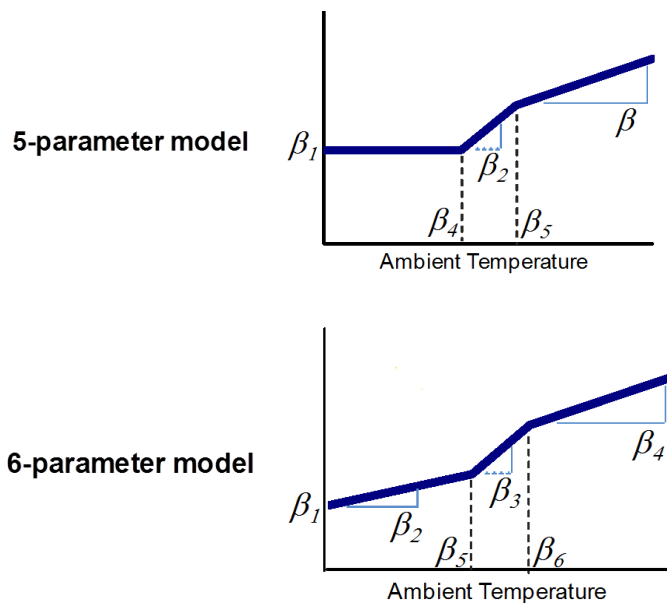 5-parameter model
β1
β2
β
β4
β5
Ambient Temperature
6-parameter model
β1
β2
β3
β4
β5
β6
Ambient Temperature